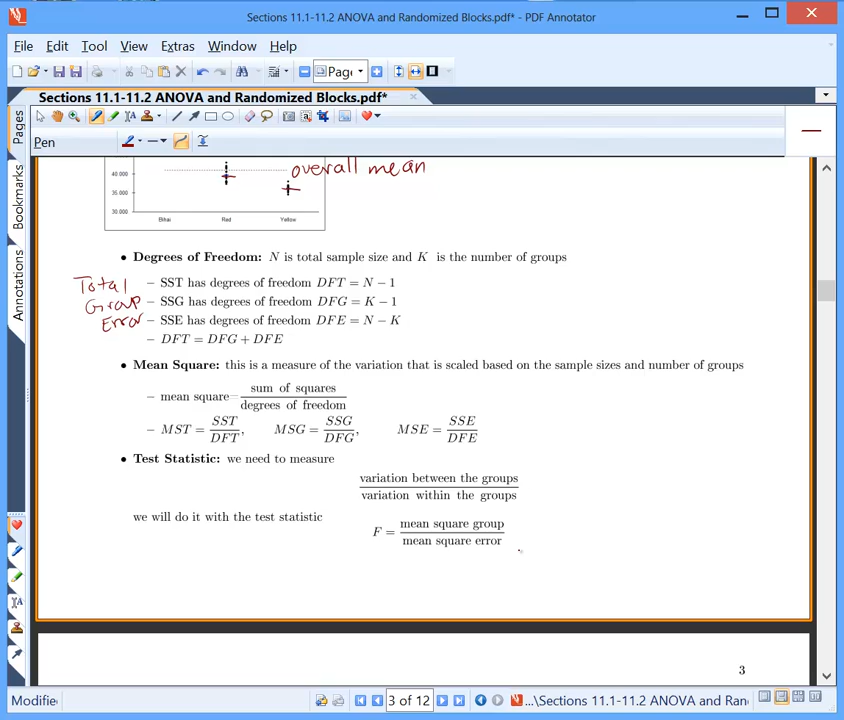 Sections 11.1-11.2 ANOVA and Randomized Blocks.pdf* - PDF Annotator
File Edit Tool View Extras Window Help
Page
Sections 11.1-11.2 ANOVA and Randomized Blocks.pdf* ×
Pen
Pages
Bookmarks
Annotations
40.000
35.000
30.000
Bihai Red Yellow
overall mean
• Degrees of Freedom: N is total sample size and K is the number of groups
Total – SST has degrees of freedom DFT = N − 1
Group – SSG has degrees of freedom DFG = K − 1
Error – SSE has degrees of freedom DFE = N − K
– DFT = DFG + DFE
• Mean Square: this is a measure of the variation that is scaled based on the sample sizes and number of groups
– mean square= sum of squares / degrees of freedom
– MST = SST / DFT, MSG = SSG / DFG, MSE = SSE / DFE
• Test Statistic: we need to measure
variation between the groups
variation within the groups
we will do it with the test statistic
F = mean square group / mean square error
3
Modifie
3 of 12
...\Sections 11.1-11.2 ANOVA and Ran